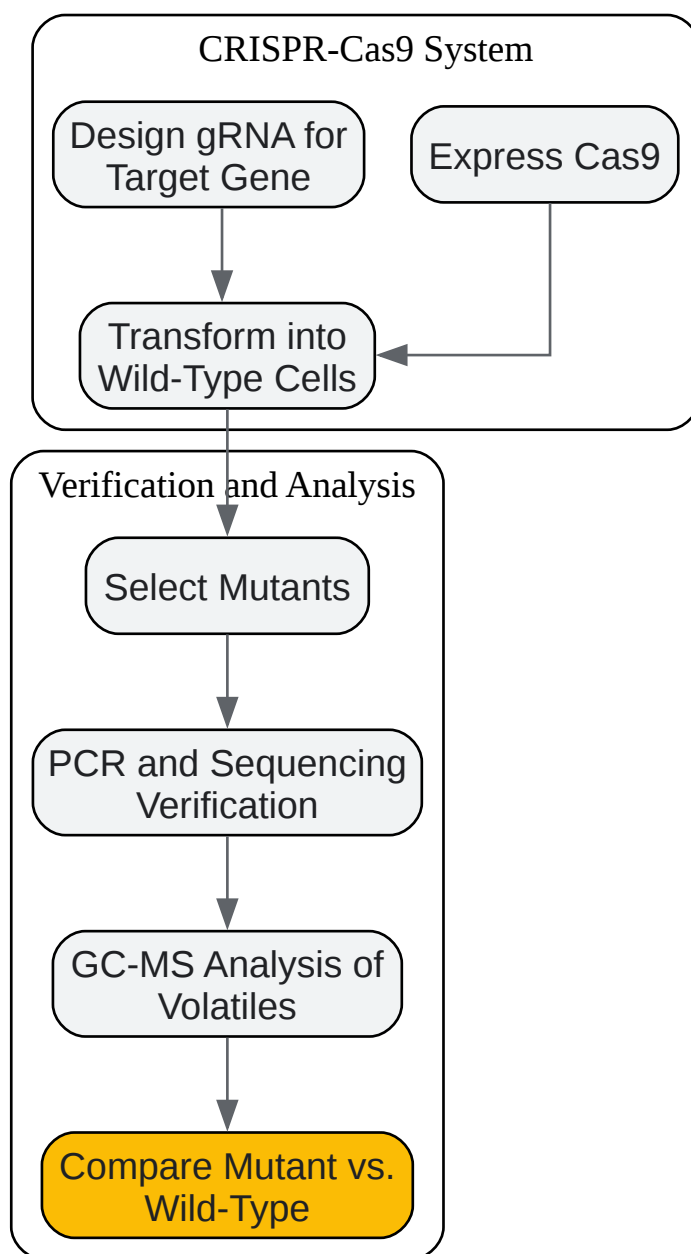 CRISPR-Cas9 System
Design gRNA for
Target Gene
Express Cas9
Transform into
Wild-Type Cells
Verification and Analysis
Select Mutants
PCR and Sequencing
Verification
GC-MS Analysis of
Volatiles
Compare Mutant vs.
Wild-Type